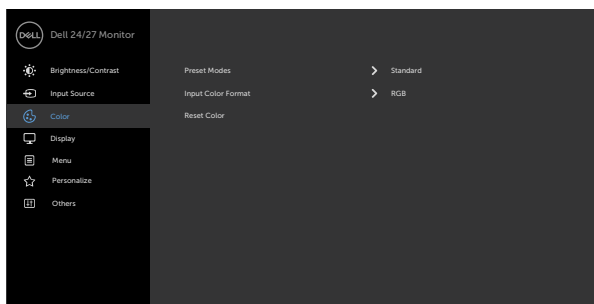 DELL Dell 24/27 Monitor
Brightness/Contrast Preset Modes Standard
Input Source Input Color Format RGB
Color Reset Color
Display
Menu
Personalize
Others